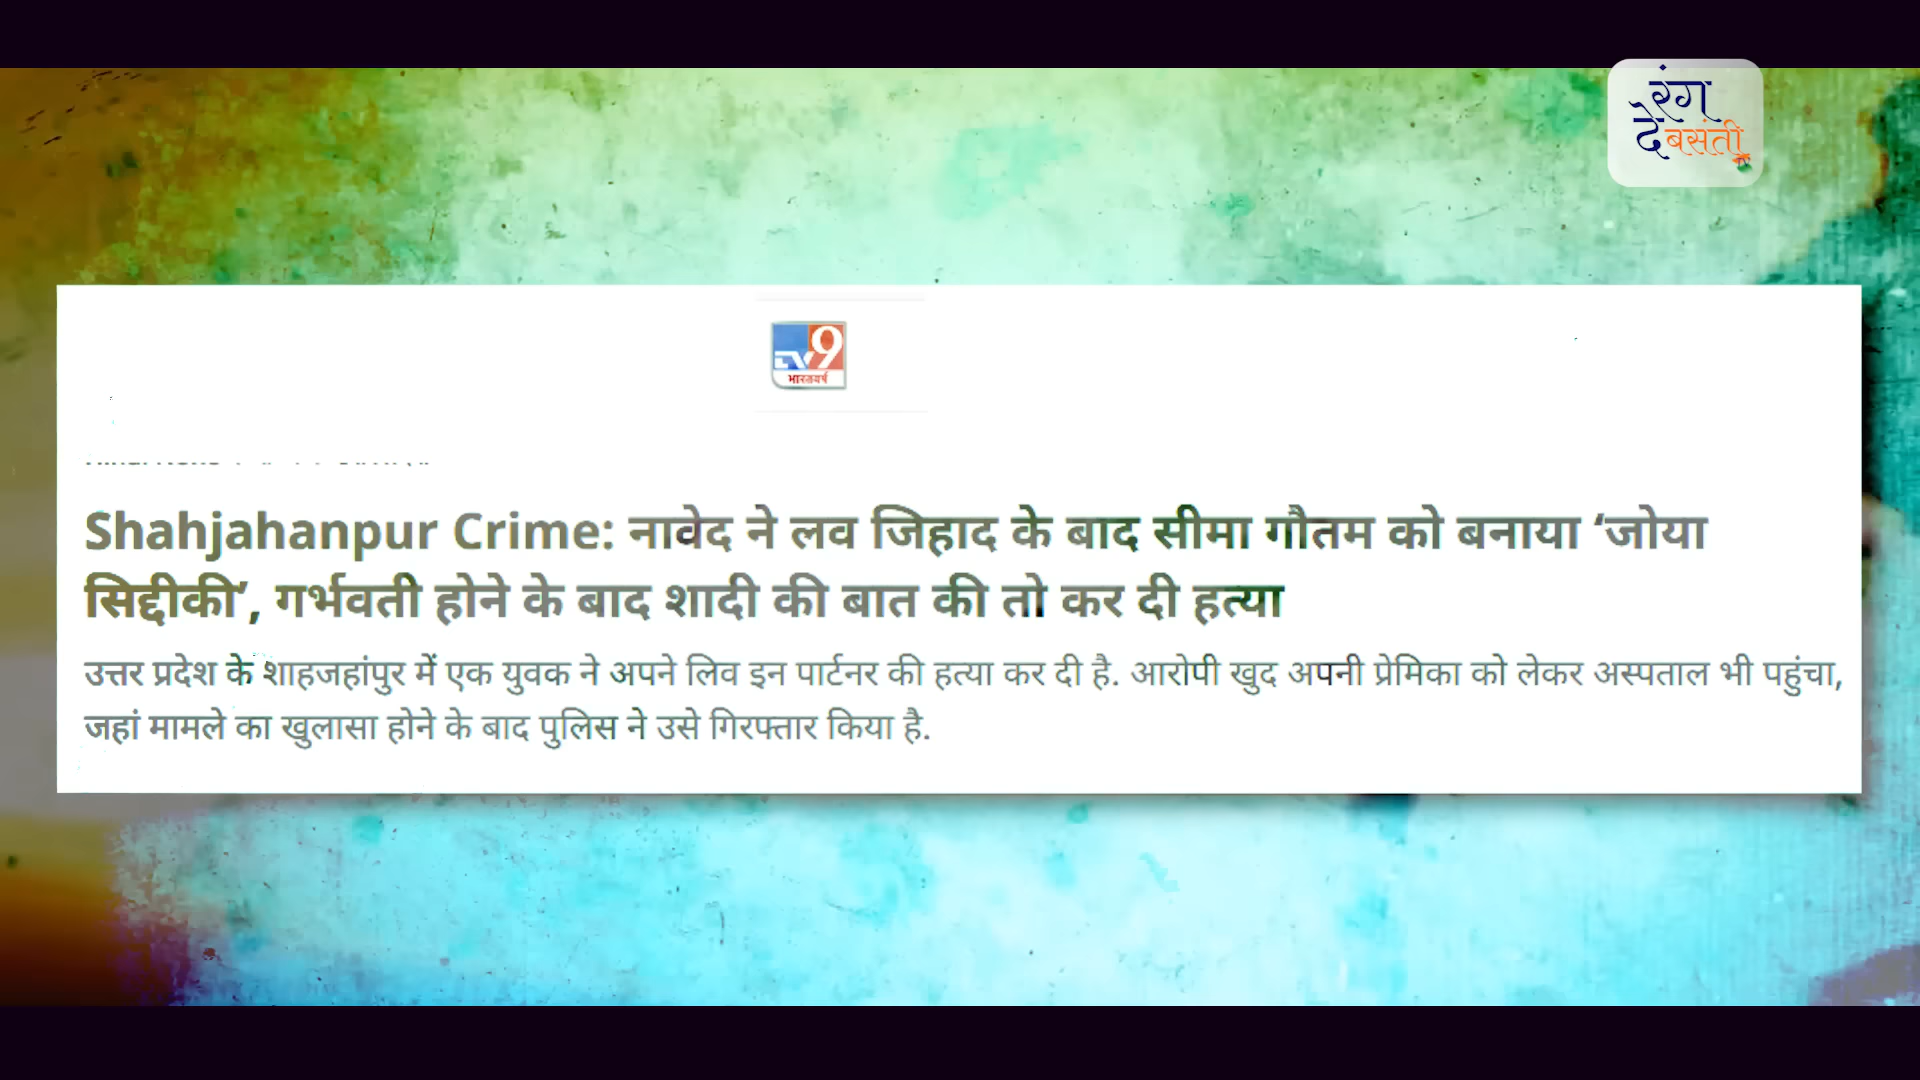 रंग
दे बसंती
TV9
भारतवर्ष
Shahjahanpur Crime: नावेद ने लव जिहाद के बाद सीमा गौतम को बनाया ‘जोया
सिद्दीकी’, गर्भवती होने के बाद शादी की बात की तो कर दी हत्या
उत्तर प्रदेश के शाहजहांपुर में एक युवक ने अपने लिव इन पार्टनर की हत्या कर दी है. आरोपी खुद अपनी प्रेमिका को लेकर अस्पताल भी पहुंचा,
जहां मामले का खुलासा होने के बाद पुलिस ने उसे गिरफ्तार किया है.